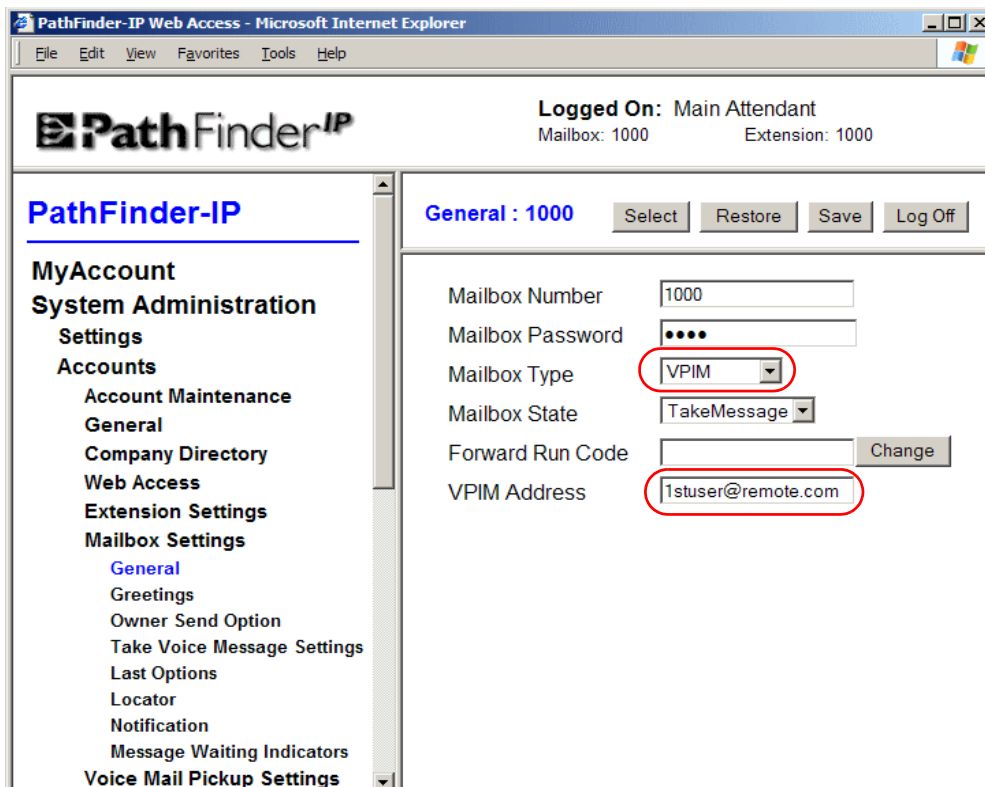 PathFinder-IP Web Access - Microsoft Internet Explorer
File Edit View Favorites Tools Help
PathFinder IP
Logged On: Main Attendant
Mailbox: 1000 Extension: 1000
PathFinder-IP
MyAccount
System Administration
Settings
Accounts
Account Maintenance
General
Company Directory
Web Access
Extension Settings
Mailbox Settings
General
Greetings
Owner Send Option
Take Voice Message Settings
Last Options
Locator
Notification
Message Waiting Indicators
Voice Mail Pickup Settings
General : 1000 Select Restore Save Log Off
Mailbox Number 1000
Mailbox Password ••••
Mailbox Type VPIM
Mailbox State TakeMessage
Forward Run Code Change
VPIM Address 1stuser@remote.com